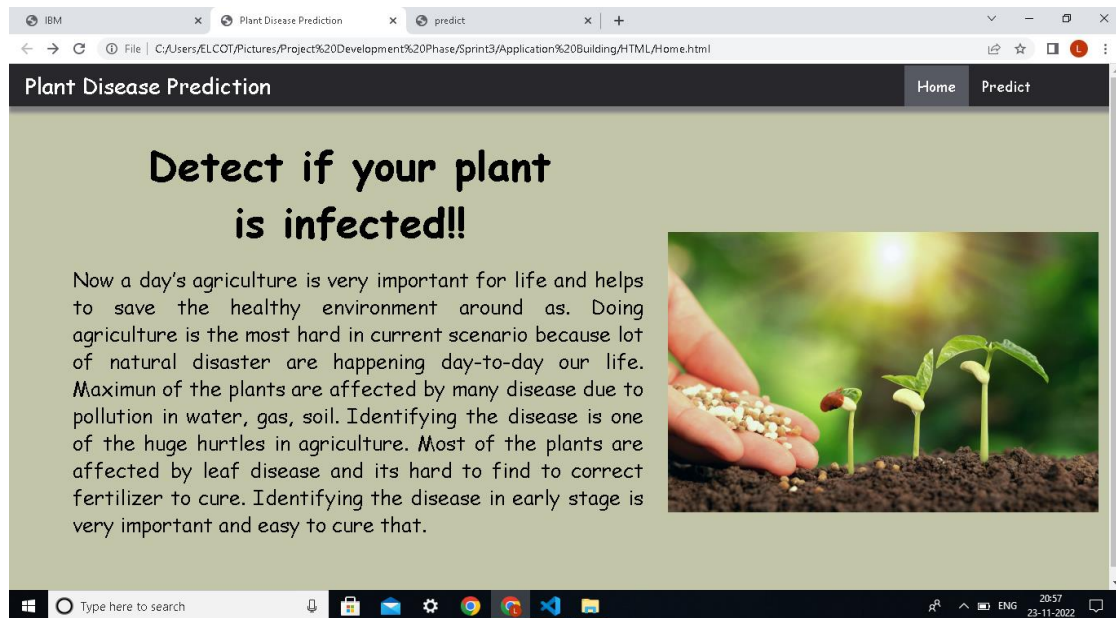 IBM
Plant Disease Prediction
predict
File C:/Users/ELCOT/Pictures/Project%20Development%20Phase/Sprint3/Application%20Building/HTML/Home.html
L
Plant Disease Prediction
Home
Predict
Detect if your plant
is infected!!
Now a day's agriculture is very important for life and helps
to save the healthy environment around as. Doing
agriculture is the most hard in current scenario because lot
of natural disaster are happening day-to-day our life.
Maximun of the plants are affected by many disease due to
pollution in water, gas, soil. Identifying the disease is one
of the huge hurtles in agriculture. Most of the plants are
affected by leaf disease and its hard to find to correct
fertilizer to cure. Identifying the disease in early stage is
very important and easy to cure that.
Type here to search
ENG
20:57
23-11-2022